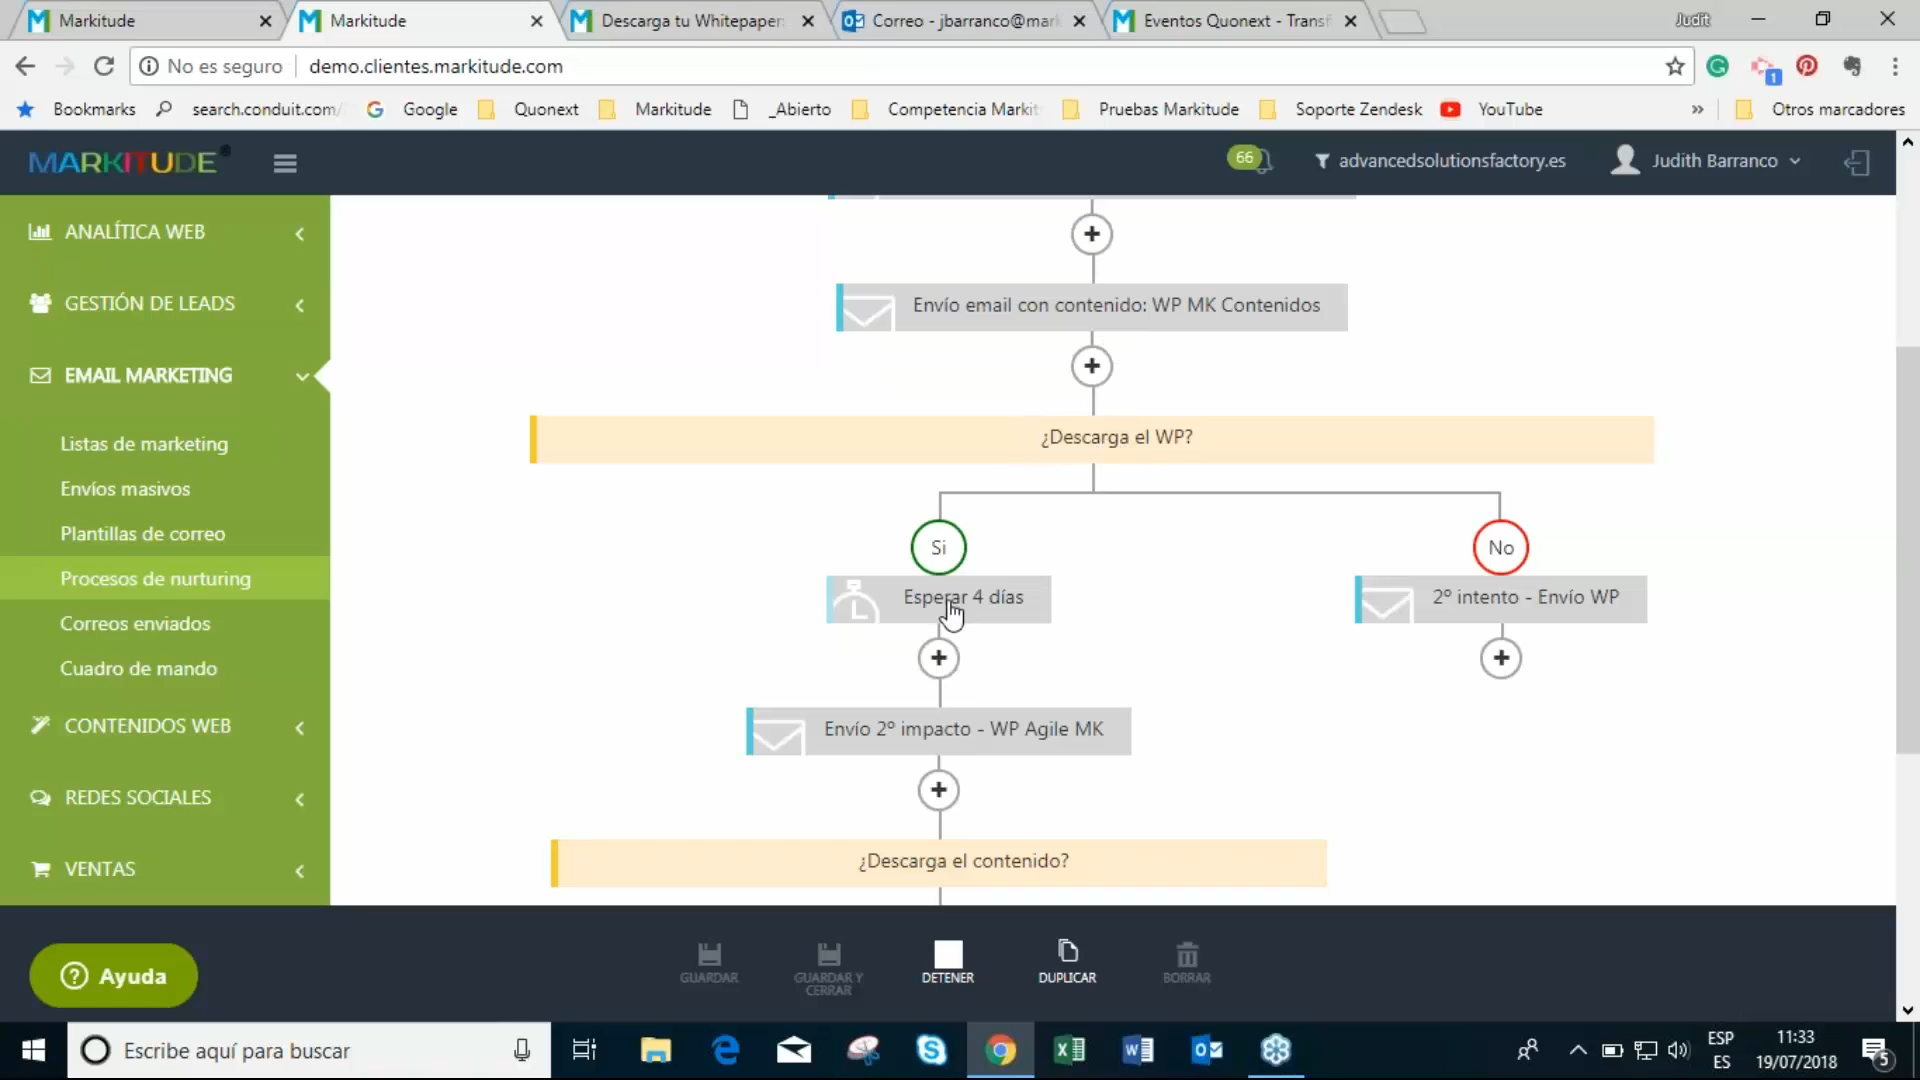 Markitude
Markitude
Descarga tu Whitepaper
Correo - jbarranco@mark
Eventos Quonext - Transf
Judit
No es seguro
demo.clientes.markitude.com
1
Bookmarks
search.conduit.com/
Google
Quonext
Markitude
_Abierto
Competencia Markit
Pruebas Markitude
Soporte Zendesk
YouTube
»
Otros marcadores
MARKITUDE
66
advancedsolutionsfactory.es
Judith Barranco
ANALÍTICA WEB
GESTIÓN DE LEADS
EMAIL MARKETING
Listas de marketing
Envíos masivos
Plantillas de correo
Procesos de nurturing
Correos enviados
Cuadro de mando
CONTENIDOS WEB
REDES SOCIALES
VENTAS
Envío email con contenido: WP MK Contenidos
¿Descarga el WP?
Si
No
Esperar 4 días
2º intento - Envío WP
Envío 2º impacto - WP Agile MK
¿Descarga el contenido?
Ayuda
GUARDAR
GUARDAR Y
CERRAR
DETENER
DUPLICAR
BORRAR
Escribe aquí para buscar
ESP
ES
11:33
19/07/2018
5